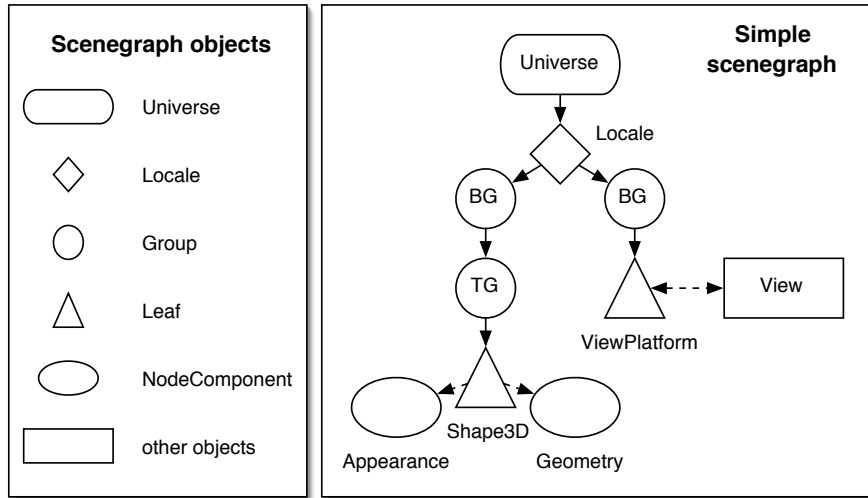 Scenegraph objects
Universe
Locale
Group
Leaf
NodeComponent
other objects
Simple
scenegraph
Universe
Locale
BG
BG
TG
View
ViewPlatform
Shape3D
Appearance
Geometry